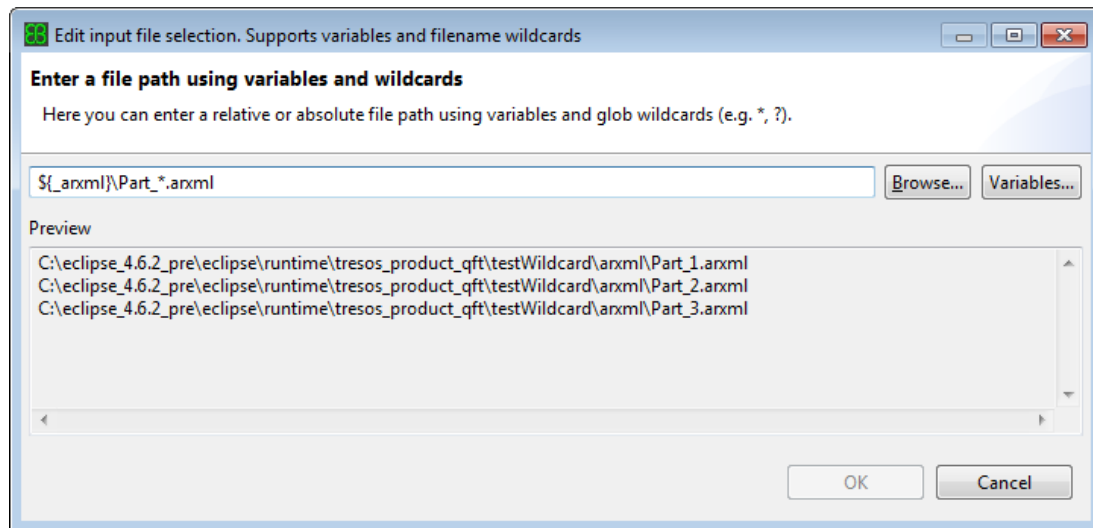 Edit input file selection. Supports variables and filename wildcards
Enter a file path using variables and wildcards
Here you can enter a relative or absolute file path using variables and glob wildcards (e.g. *, ?).
${_arxml}\Part_*.arxml
Browse...
Variables...
Preview
C:\eclipse_4.6.2_pre\eclipse\runtime\tresos_product_qft\testWildcard\arxml\Part_1.arxml
C:\eclipse_4.6.2_pre\eclipse\runtime\tresos_product_qft\testWildcard\arxml\Part_2.arxml
C:\eclipse_4.6.2_pre\eclipse\runtime\tresos_product_qft\testWildcard\arxml\Part_3.arxml
OK
Cancel